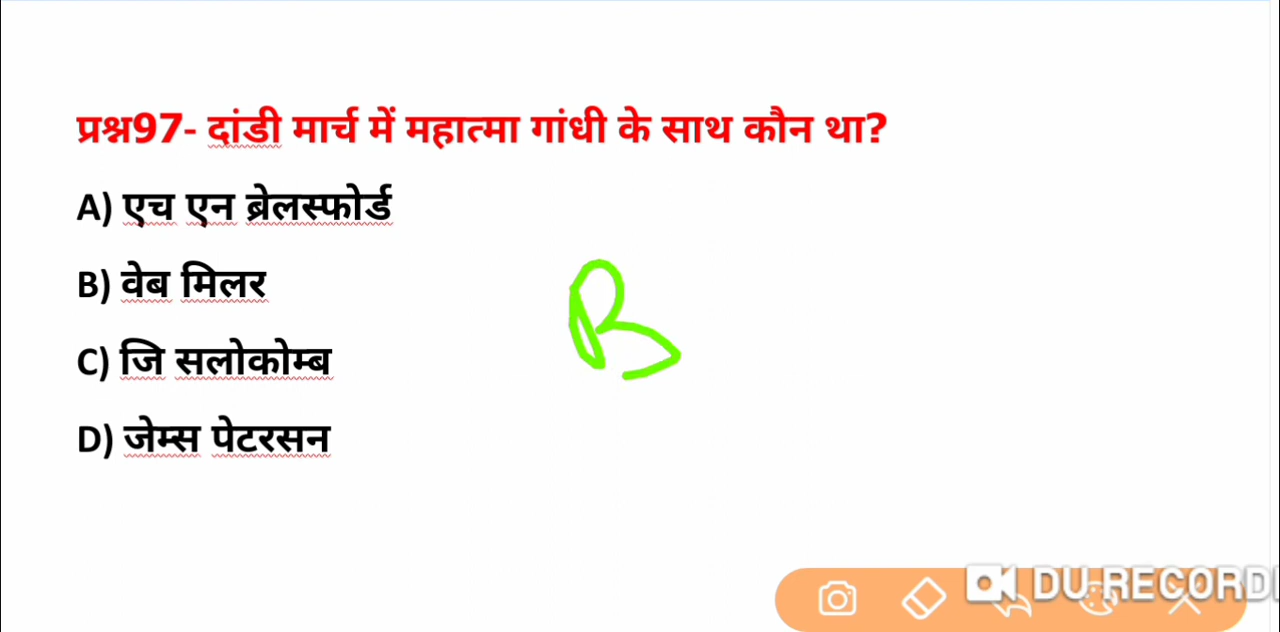 प्रश्न97- दांडी मार्च में महात्मा गांधी के साथ कौन था?
A) एच एन ब्रेलस्फोर्ड
B) वेब मिलर
B
C) जि सलोकोम्ब
D) जेम्स पेटरसन
DU RECORD